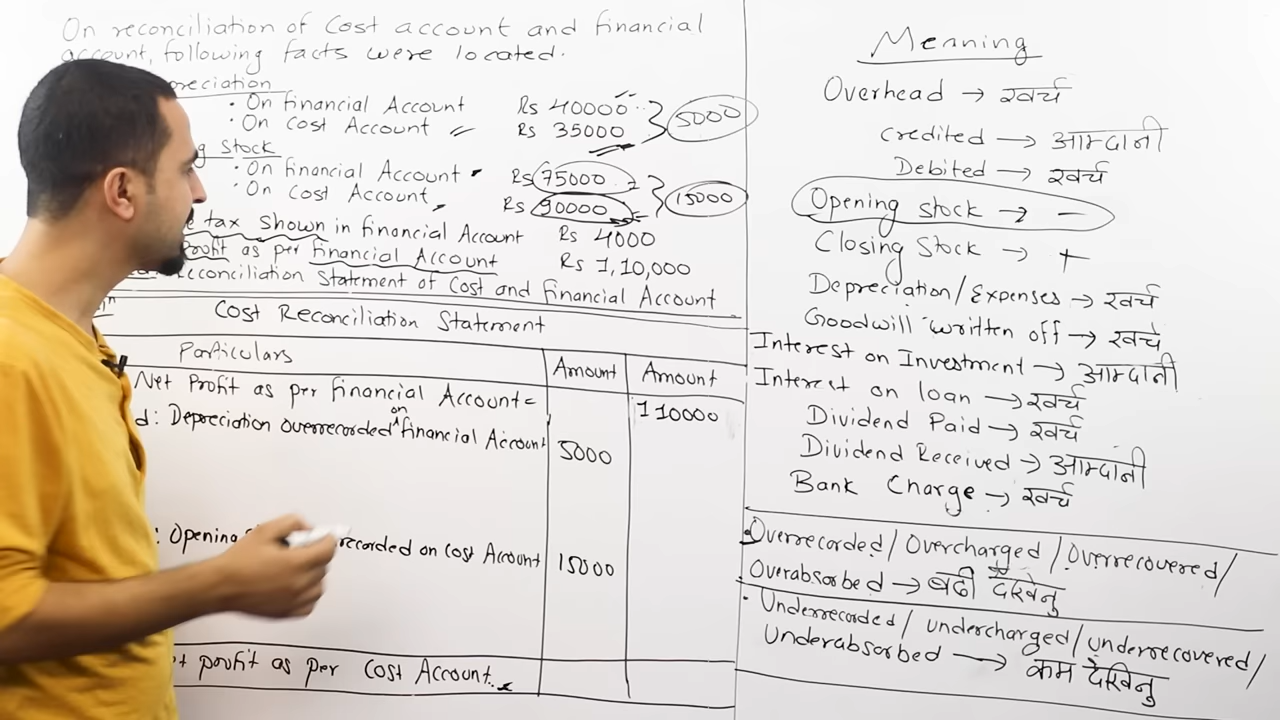 On reconciliation of Cost account and financial
account, following facts were located.
reciation
• On financial Account Rs 40000
• On Cost Account Rs 35000
5000
g Stock
• On financial Account Rs 75000
• On Cost Account, Rs 90000
15000
tax Shown in financial Account Rs 4000
profit as per financial Account Rs 1,10,000
Reconciliation Statement of Cost and financial Account
Cost Reconciliation Statement
Particulars Amount Amount
Net Profit as per financial Account = 110000
d: Depreciation overrecorded on financial Account 5000
: Opening recorded on Cost Account 15000
t profit as per Cost Account.
Meaning
Overhead → खर्च
Credited → आम्दानी
Debited → खर्च
Opening stock → -
Closing Stock → +
Depreciation/Expenses → खर्च
Goodwill written off → खर्च
Interest on Investment → आम्दानी
Interest on loan → खर्च
Dividend Paid → खर्च
Dividend Received → आम्दानी
Bank Charge → खर्च
Overrecorded / Overcharged / Overrecovered /
Overabsorbed → बढी देखिनु
• Underrecorded / undercharged / underrecovered /
Underabsorbed → कम देखिनु